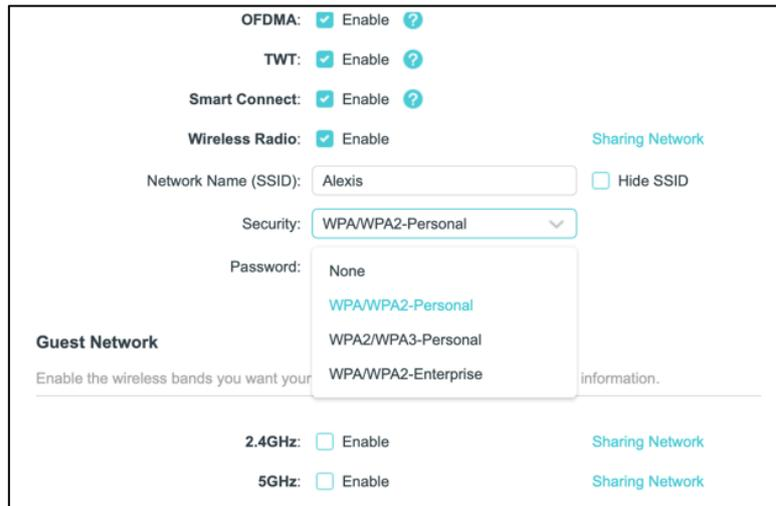 OFDMA: Enable ?
TWT: Enable ?
Smart Connect: Enable ?
Wireless Radio: Enable Sharing Network
Network Name (SSID): Alexis Hide SSID
Security: WPA/WPA2-Personal
Password:
None
WPA/WPA2-Personal
WPA2/WPA3-Personal
WPA/WPA2-Enterprise
Guest Network
Enable the wireless bands you want your information.
2.4GHz: Enable Sharing Network
5GHz: Enable Sharing Network